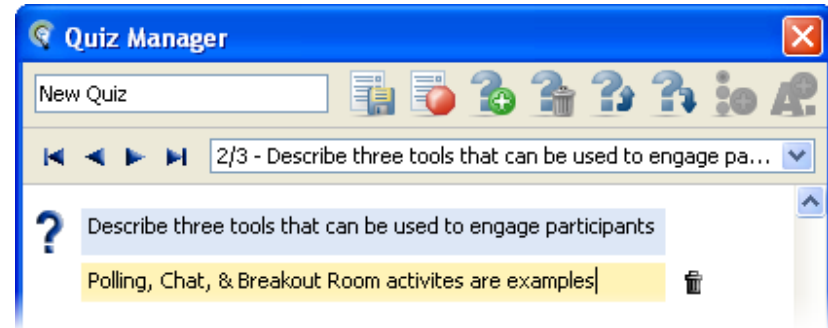 Quiz Manager
New Quiz
2/3 - Describe three tools that can be used to engage pa...
Describe three tools that can be used to engage participants
Polling, Chat, & Breakout Room activites are examples